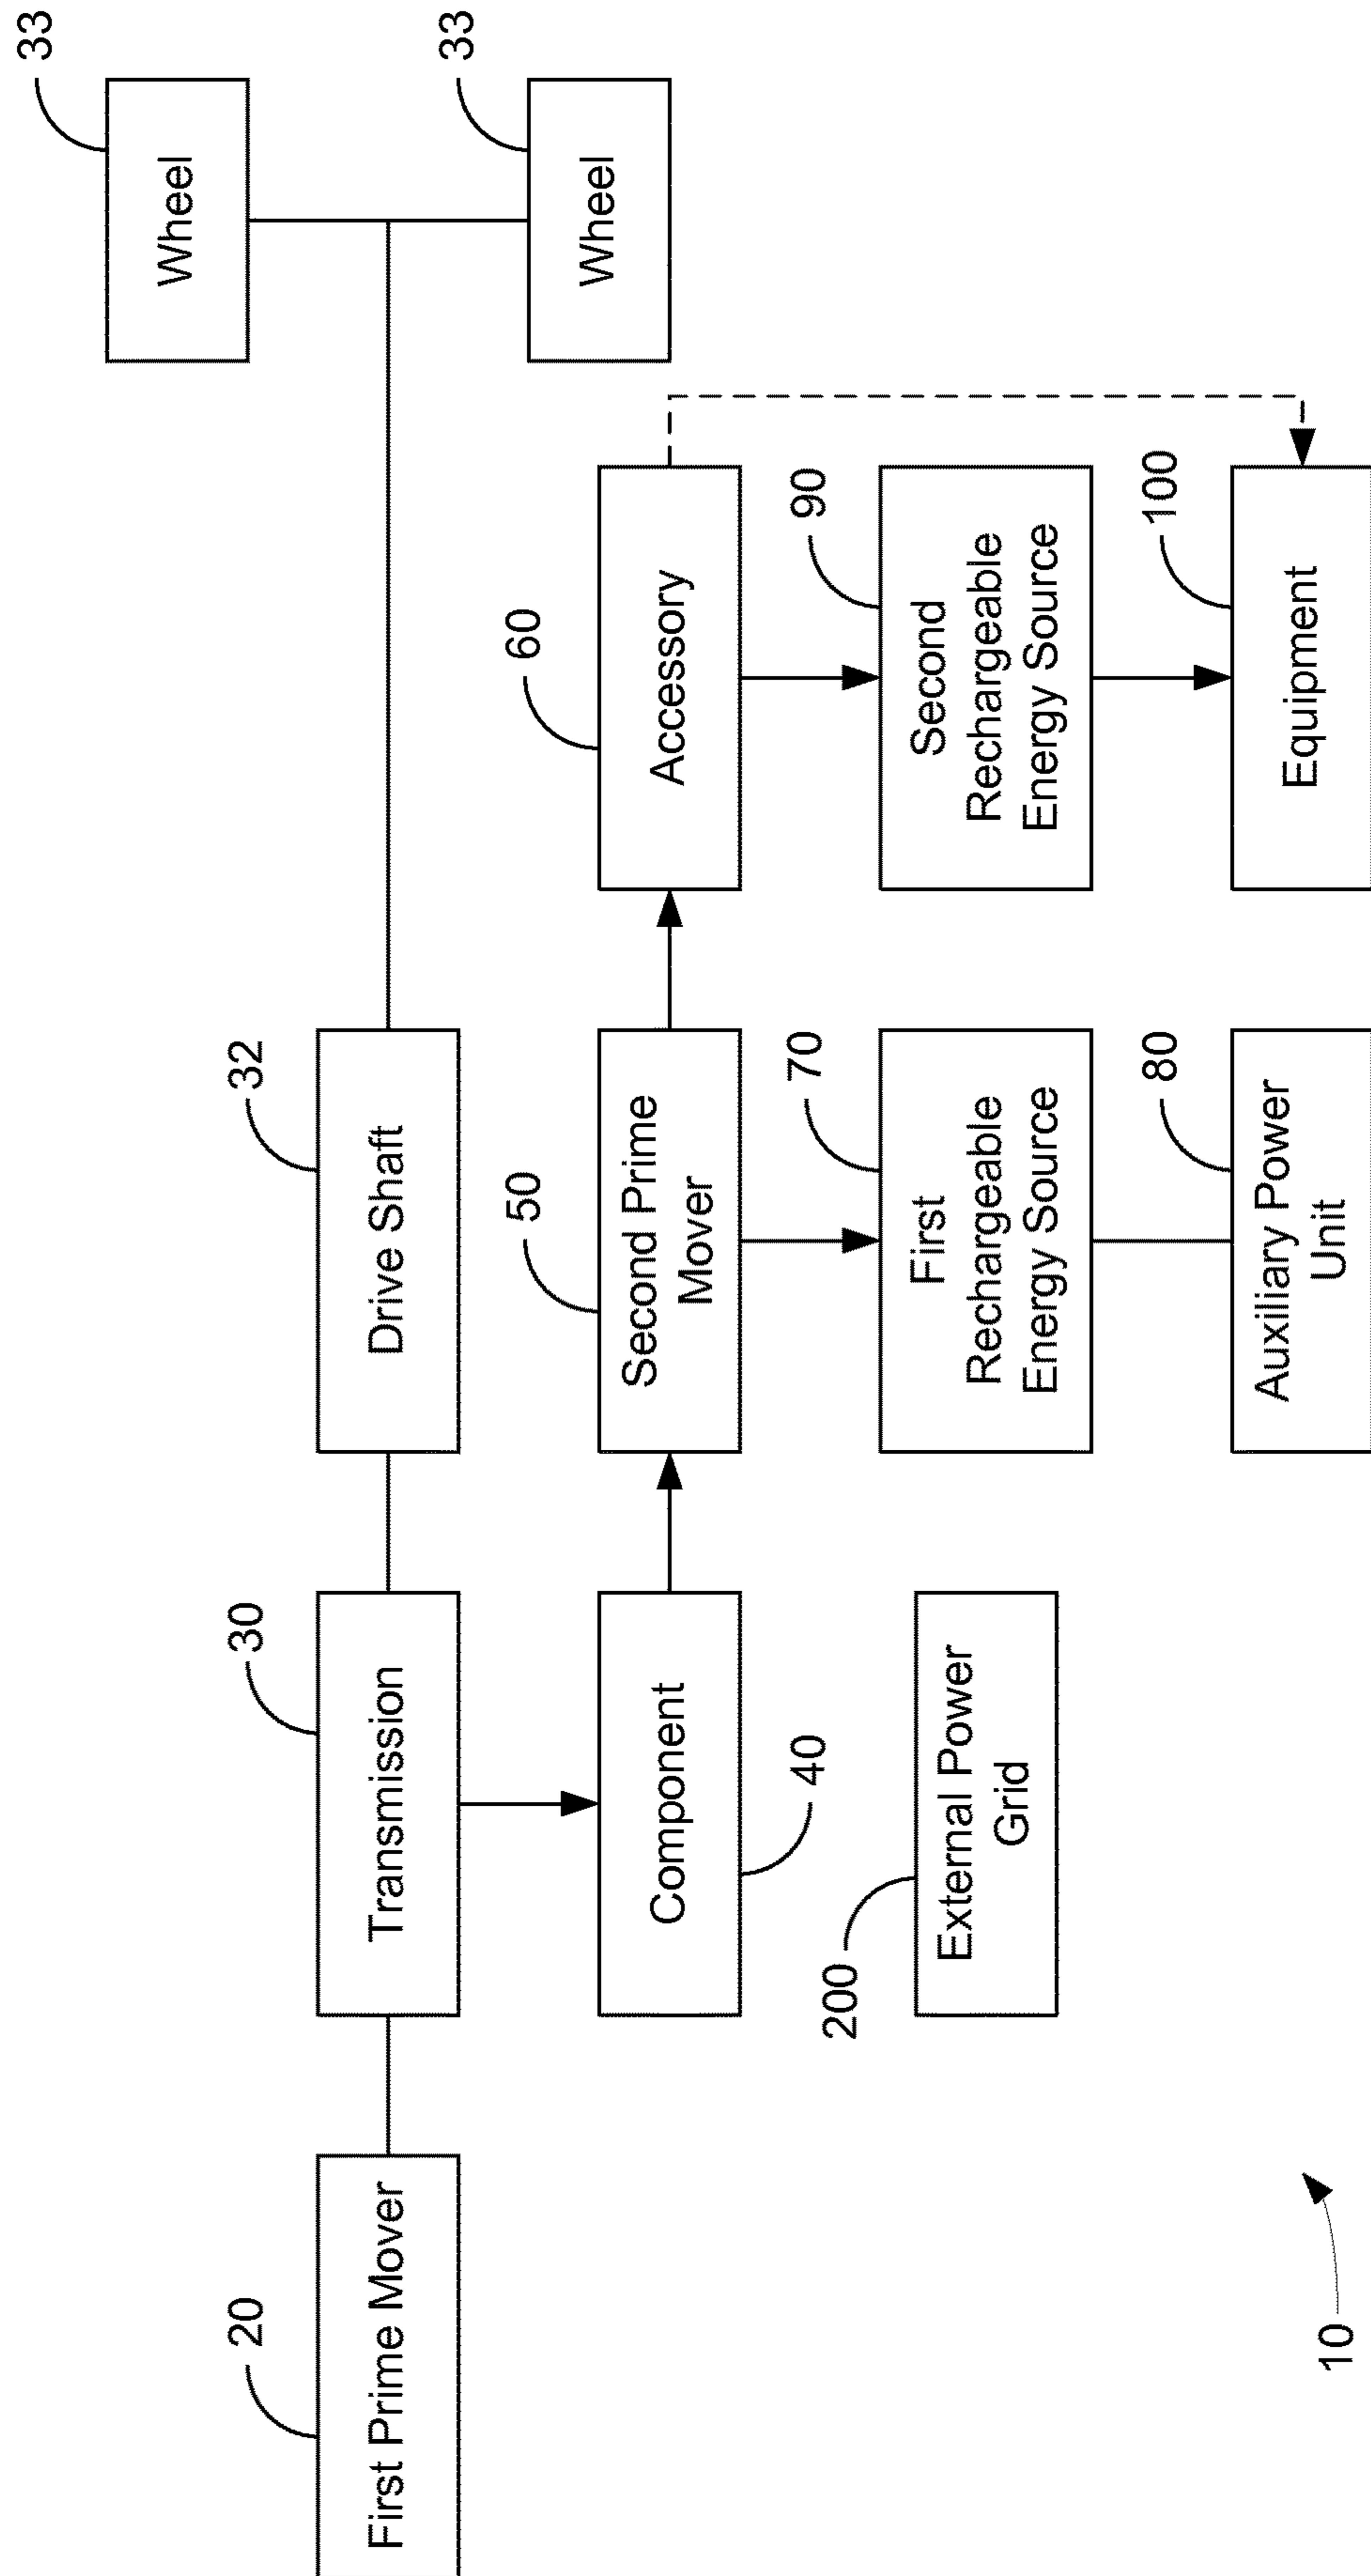 33
Wheel
33
Wheel
20
First Prime Mover
30
Transmission
32
Drive Shaft
40
Component
50
Second Prime
Mover
60
Accessory
200
External Power
Grid
70
First
Rechargeable
Energy Source
90
Second
Rechargeable
Energy Source
80
Auxiliary Power
Unit
100
Equipment
10